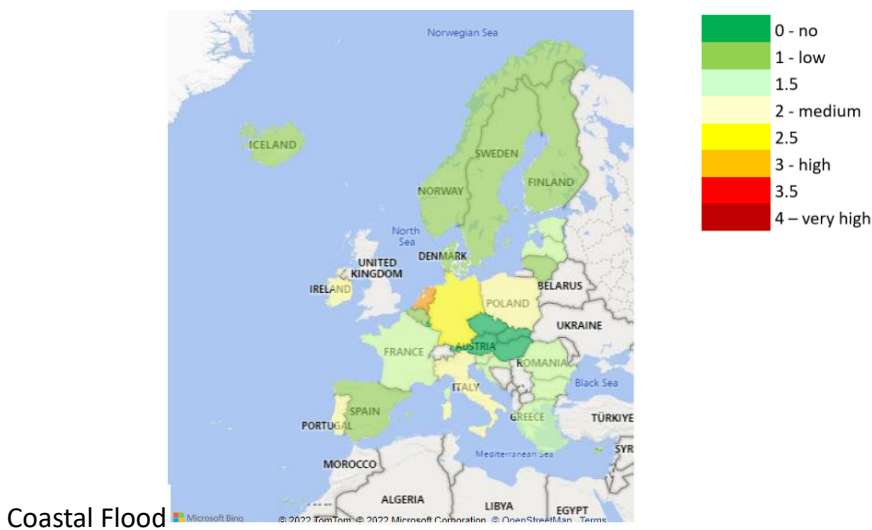 Norwegian Sea
0 - no
1 - low
1.5
2 - medium
2.5
3 - high
3.5
4 – very high
ICELAND
SWEDEN
FINLAND
NORWAY
North
Sea
DENMARK
UNITED
KINGDOM
IRELAND
BELARUS
POLAND
UKRAINE
FRANCE
AUSTRIA
ROMANIA
ITALY
Black Sea
SPAIN
PORTUGAL
GREECE
TÜRKIYE
Mediterranean Sea
SYR
MOROCCO
ALGERIA
LIBYA
EGYPT
Coastal Flood
Microsoft Bing
© 2022 TomTom, © 2022 Microsoft Corporation, © OpenStreetMap Terms